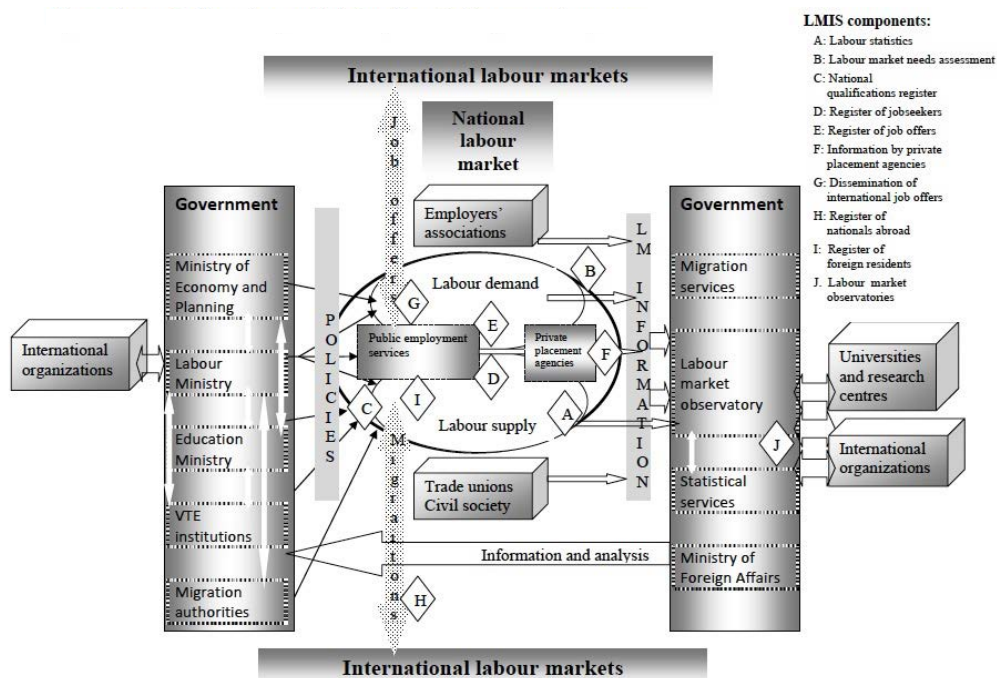 LMIS components:
A: Labour statistics
B: Labour market needs assessment
C: National
qualifications register
D: Register of jobseekers
E: Register of job offers
F: Information by private
placement agencies
G: Dissemination of
international job offers
H: Register of
nationals abroad
I: Register of
foreign residents
J. Labour market
observatories
International labour markets
National
labour
market
Job offers
Government
Ministry of
Economy and
Planning
Labour
Ministry
Education
Ministry
VTE
institutions
Migration
authorities
International
organizations
POLICIES
Employers’
associations
B
Labour demand
G
E
Public employment
services
Private
placement
agencies
F
D
I
C
A
Labour supply
Migrations
Trade unions
Civil society
Information and analysis
H
LM INFORMATION
Government
Migration
services
Labour
market
observatory
J
Statistical
services
Ministry of
Foreign Affairs
Universities
and research
centres
International
organizations
International labour markets